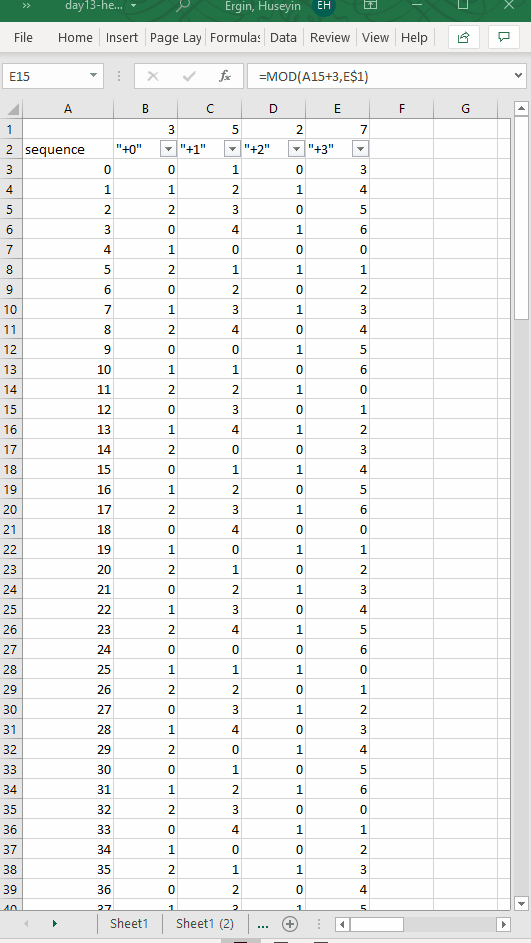 day13-he... Ergin, Huseyin EH
File Home Insert Page Lay Formulas Data Review View Help
E15 fx =MOD(A15+3,E$1)
A B C D E F G
1 3 5 2 7
2 sequence "+0" "+1" "+2" "+3"
3 0 0 1 0 3
4 1 1 2 1 4
5 2 2 3 0 5
6 3 0 4 1 6
7 4 1 0 0 0
8 5 2 1 1 1
9 6 0 2 0 2
10 7 1 3 1 3
11 8 2 4 0 4
12 9 0 0 1 5
13 10 1 1 0 6
14 11 2 2 1 0
15 12 0 3 0 1
16 13 1 4 1 2
17 14 2 0 0 3
18 15 0 1 1 4
19 16 1 2 0 5
20 17 2 3 1 6
21 18 0 4 0 0
22 19 1 0 1 1
23 20 2 1 0 2
24 21 0 2 1 3
25 22 1 3 0 4
26 23 2 4 1 5
27 24 0 0 0 6
28 25 1 1 1 0
29 26 2 2 0 1
30 27 0 3 1 2
31 28 1 4 0 3
32 29 2 0 1 4
33 30 0 1 0 5
34 31 1 2 1 6
35 32 2 3 0 0
36 33 0 4 1 1
37 34 1 0 0 2
38 35 2 1 1 3
39 36 0 2 0 4
40 37 1 3 1 5
Sheet1 Sheet1 (2) ...